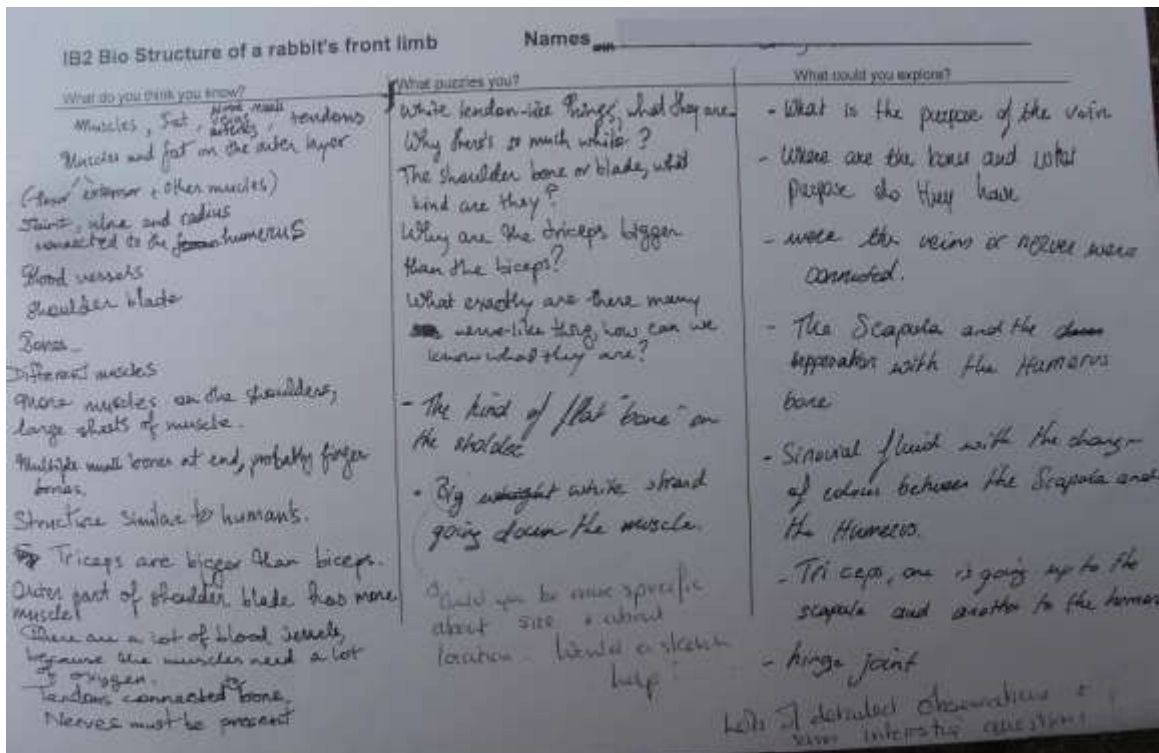 IB2 Bio Structure of a rabbit's front limb
Names
What do you think you know?
Muscles, Fat, blood vessels veins arteries, tendons
Muscles and fat on the outer layer
extensor + other muscles)
Joint, ulna and radius
connected to the humerus
Blood vessels
Shoulder blade
Bones
Different muscles
More muscles on the shoulders,
large sheets of muscle.
Multiple small bones at end, probably finger
bones.
Structure similar to humans.
Triceps are bigger than biceps.
Outer part of shoulder blade has more
muscle
There are a lot of blood vessels,
because the muscles need a lot
of oxygen.
Tendons connected to bone,
Nerves must be present
What puzzles you?
White tendon-like things, what they are.
Why there's so much white?
The shoulder bone or blade, what
kind are they?
Why are the triceps bigger
than the biceps?
What exactly are there many
nerve-like thing, how can we
know what they are?
- The kind of flat "bone" on
the sholder
- Big white strand
going down the muscle.
Could you be more specific
about size + about
location. Would a sketch
help?
What could you explore?
- What is the purpose of the vein
- Where are the bones and what
purpose do they have
- were the veins or nerves were
connected.
- The Scapula and the
with the Humerus
bone
- Sinovial fluid with the change
of colour between the Scapula and
the Humerus.
- Triceps, one is going up to the
scapula and another to the humerus
- hinge joint
Lots of detailed observations +
some interesting questions